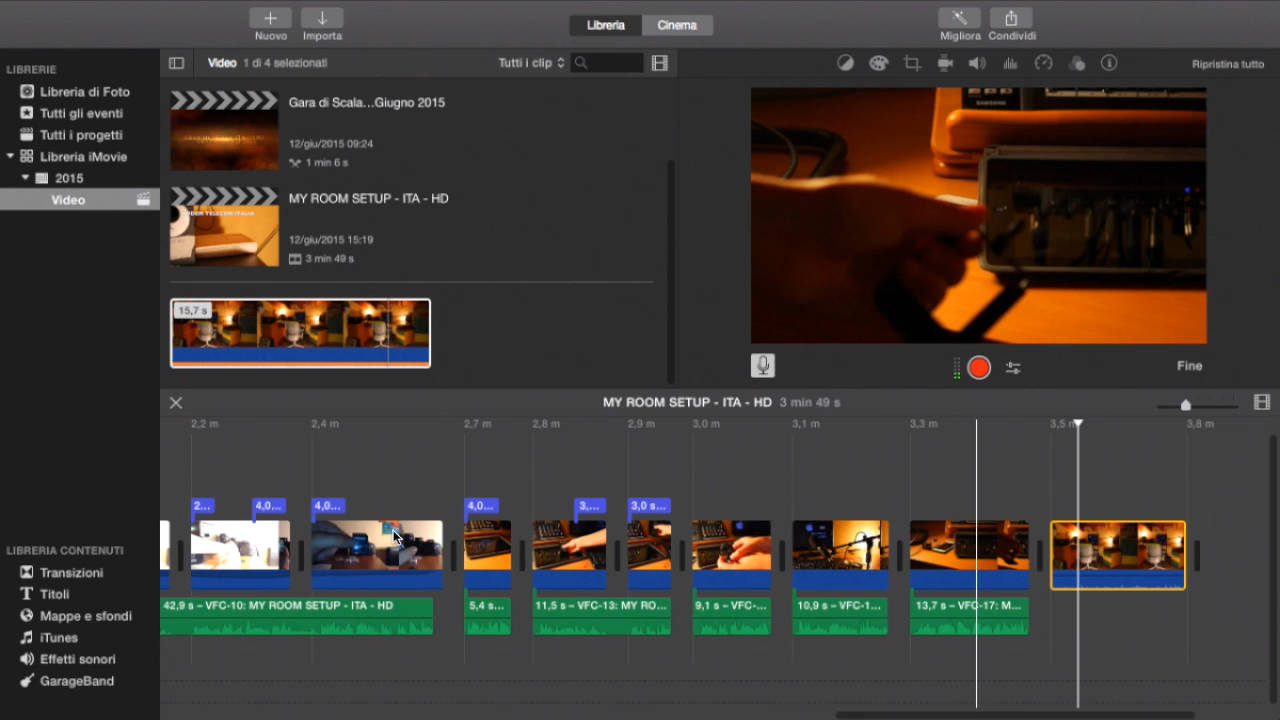 Libreria Cinema
Nuovo Importa Migliora Condividi
LIBRERIE
Libreria di Foto
Tutti gli eventi
Tutti i progetti
Libreria iMovie
2015
Video
Video 1 di 4 selezionati Tutti i clip
Ripristina tutto
Gara di Scala...Giugno 2015
12/giu/2015 09:24
1 min 6 s
MY ROOM SETUP - ITA - HD
12/giu/2015 15:19
3 min 49 s
15,7 s
SAMSUNG
Fine
MY ROOM SETUP - ITA - HD 3 min 49 s
2,2 m 2,4 m 2,7 m 2,8 m 2,9 m 3,0 m 3,1 m 3,3 m 3,5 m 3,8 m
2... 4,0... 4,0... 4,0... 3,... 3,0 s...
42,9 s – VFC-10: MY ROOM SETUP - ITA - HD 5,4 s... 11,5 s – VFC-13: MY RO... 9,1 s – VFC-... 10,9 s – VFC-1... 13,7 s – VFC-17: M...
LIBRERIA CONTENUTI
Transizioni
T Titoli
Mappe e sfondi
iTunes
Effetti sonori
GarageBand